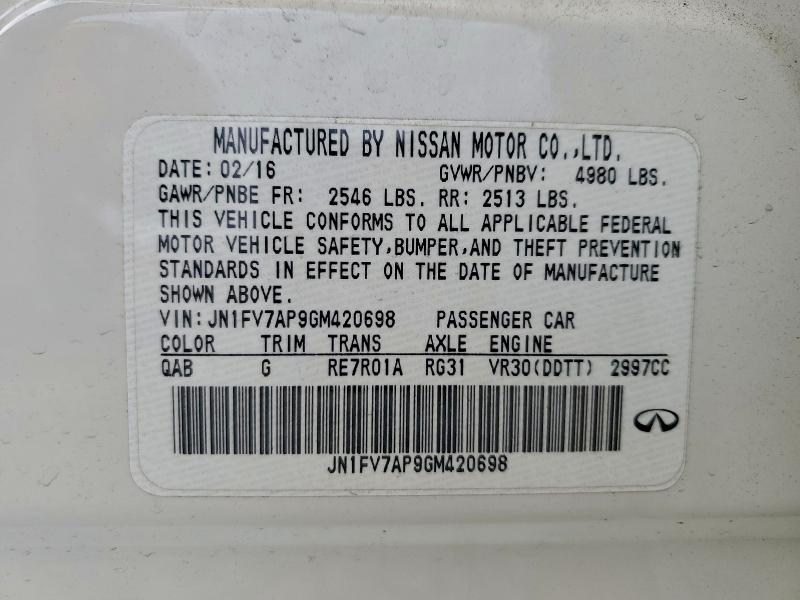 MANUFACTURED BY NISSAN MOTOR CO.,LTD.
DATE: 02/16 GVWR/PNBV: 4980 LBS.
GAWR/PNBE FR: 2546 LBS. RR: 2513 LBS.
THIS VEHICLE CONFORMS TO ALL APPLICABLE FEDERAL
MOTOR VEHICLE SAFETY,BUMPER,AND THEFT PREVENTION
STANDARDS IN EFFECT ON THE DATE OF MANUFACTURE
SHOWN ABOVE.
VIN:JN1FV7AP9GM420698 PASSENGER CAR
COLOR TRIM TRANS AXLE ENGINE
QAB G RE7R01A RG31 VR30(DDTT) 2997CC
JN1FV7AP9GM420698